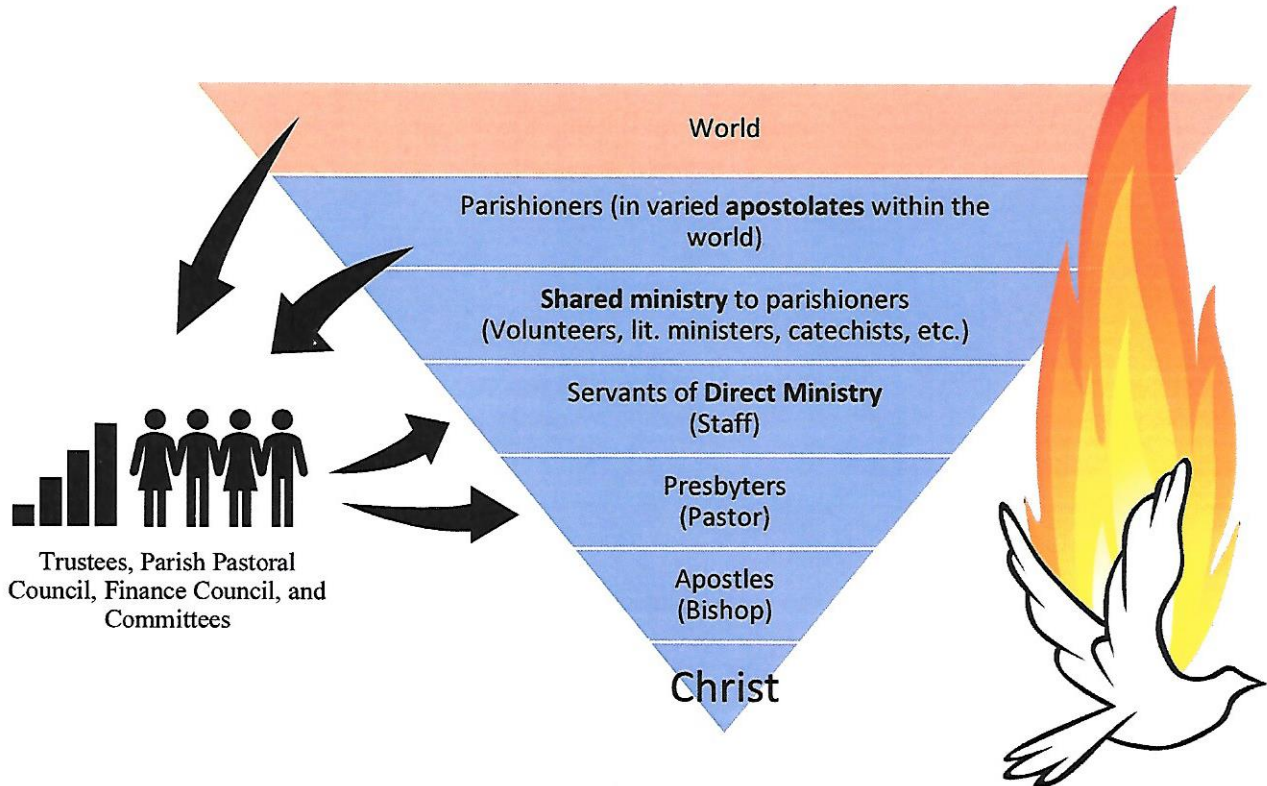 World
Parishioners (in varied apostolates within the
world)
Shared ministry to parishioners
(Volunteers, lit. ministers, catechists, etc.)
Servants of Direct Ministry
(Staff)
Presbyters
(Pastor)
Apostles
(Bishop)
Christ
Trustees, Parish Pastoral
Council, Finance Council, and
Committees